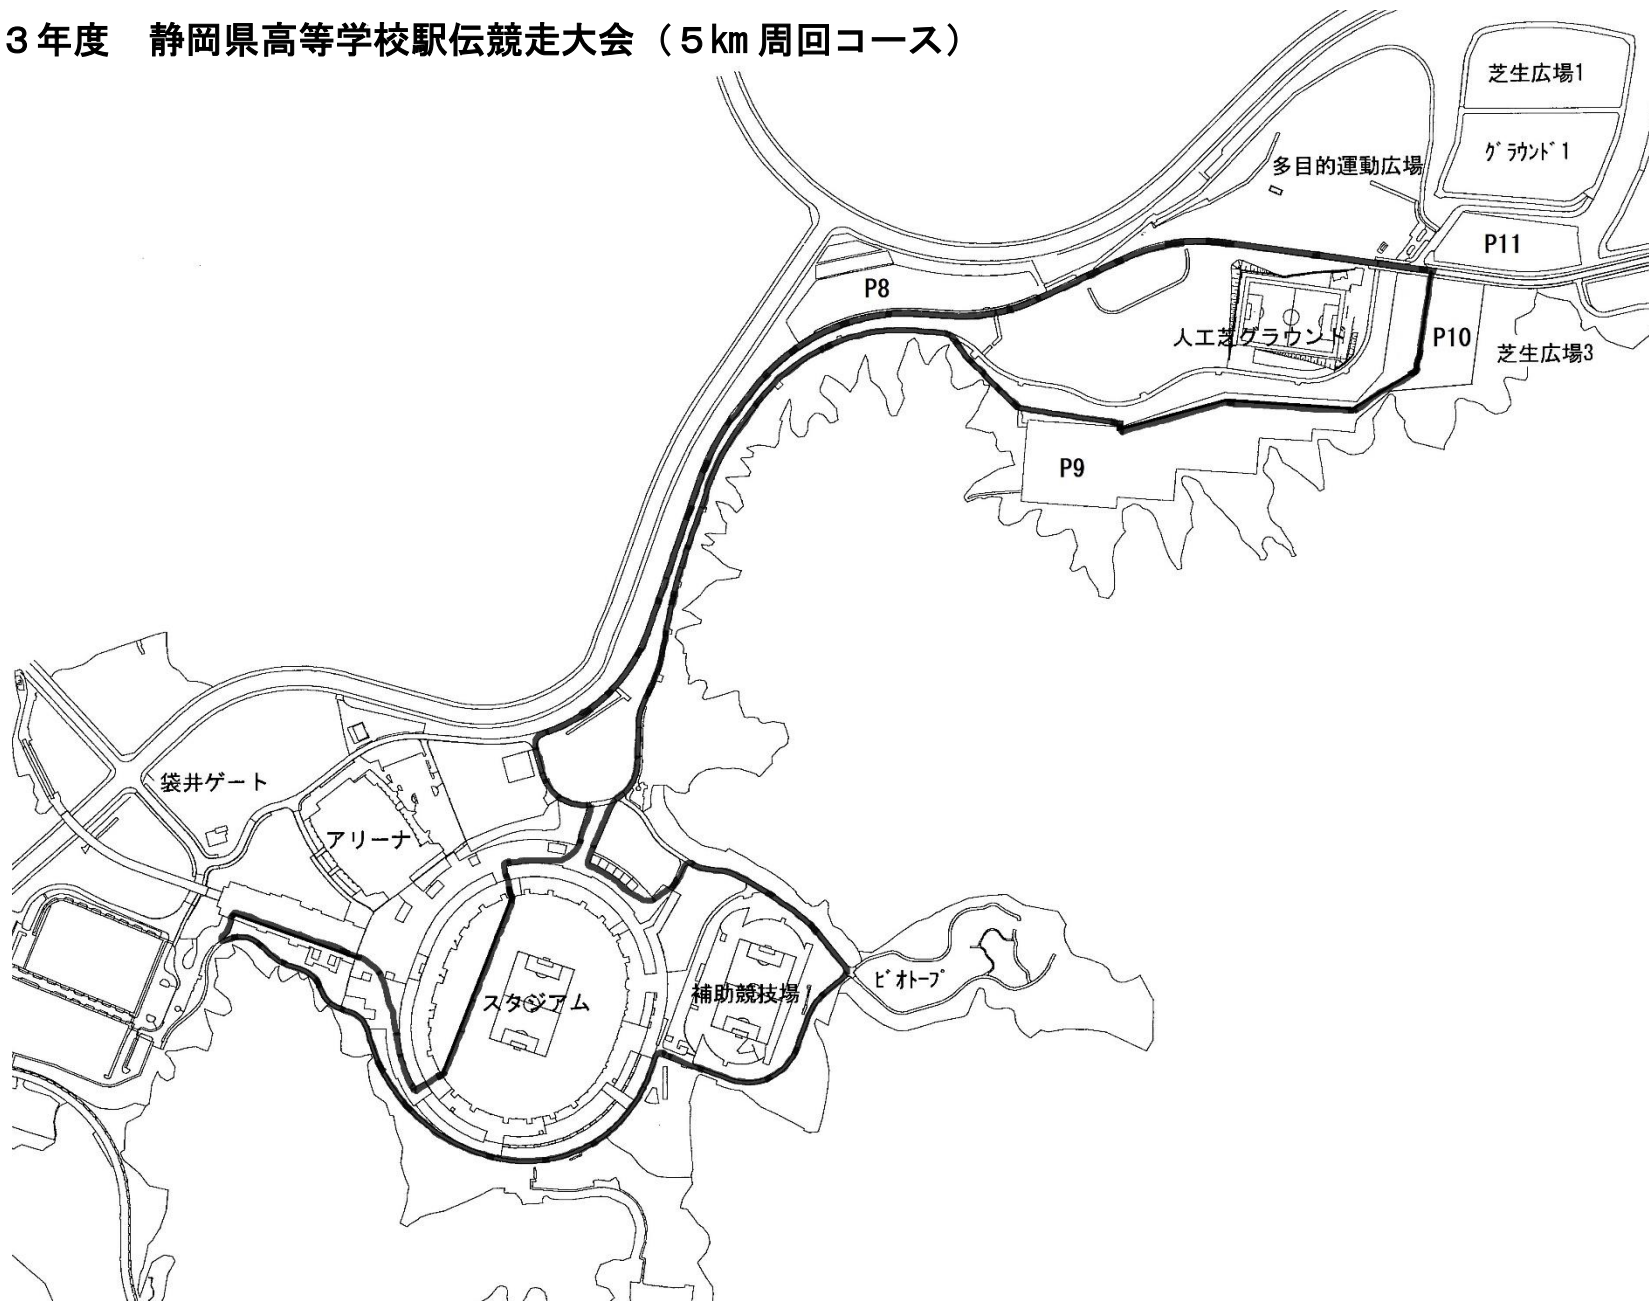 3年度　静岡県高等学校駅伝競走大会（５㎞周回コース）
芝生広場1
ｸﾞﾗｳﾝﾄﾞ1
多目的運動広場
P11
P8
人工芝グラウンド
P10
芝生広場3
P9
袋井ゲート
アリーナ
ﾋﾞｵﾄｰﾌﾟ
スタジアム
補助競技場